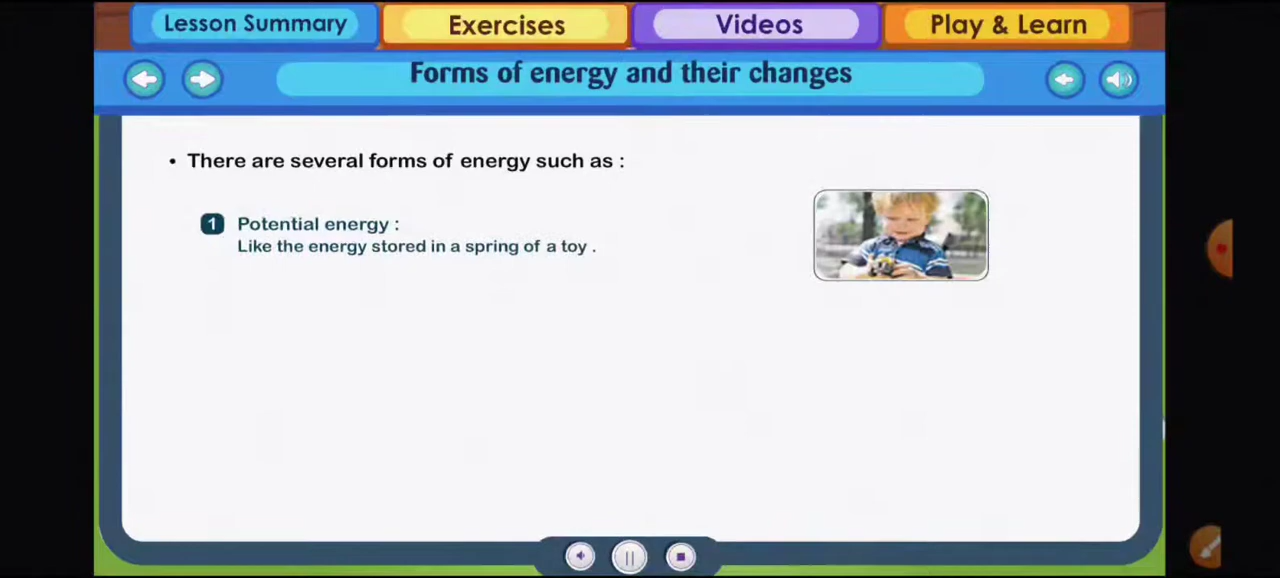 Lesson Summary
Exercises
Videos
Play & Learn
Forms of energy and their changes
• There are several forms of energy such as :
1 Potential energy :
Like the energy stored in a spring of a toy .